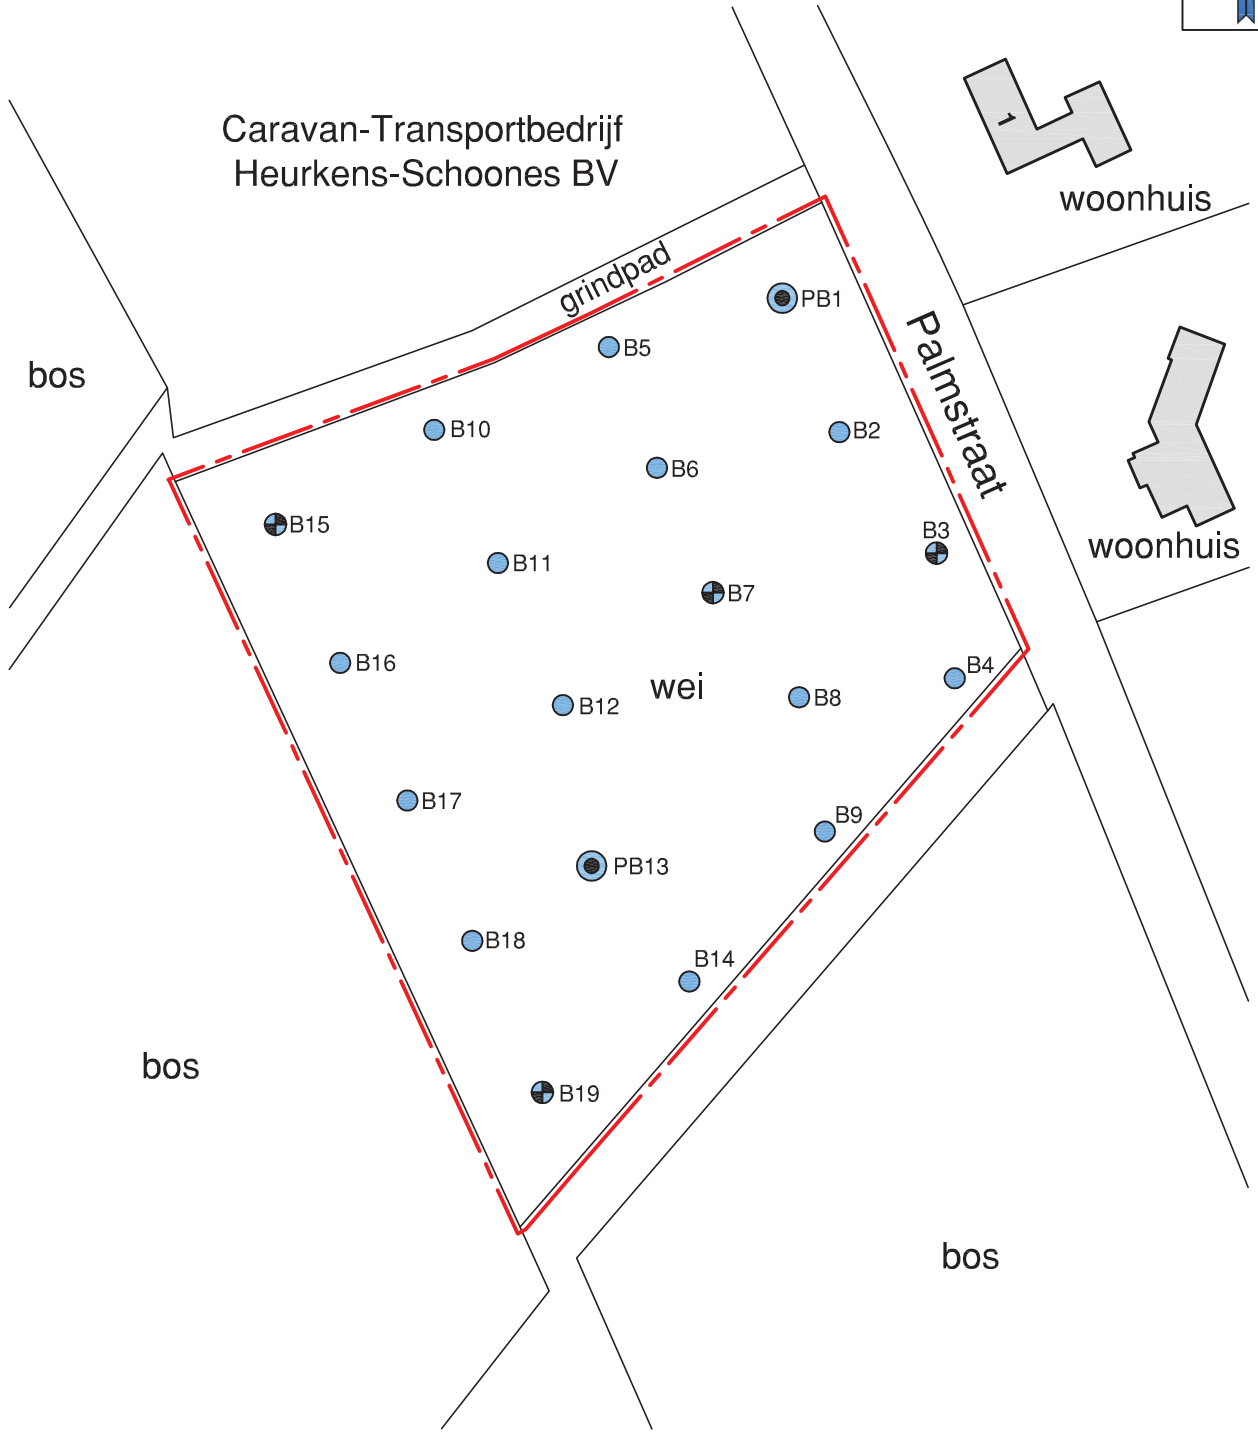 Caravan-Transportbedrijf
Heurkens-Schoones BV
1
woonhuis
grindpad
PB1
Palmstraat
B5
bos
B10
B2
B6
B15
B3
woonhuis
B11
B7
B16
B4
wei
B8
B12
B17
B9
PB13
B18
B14
bos
B19
bos